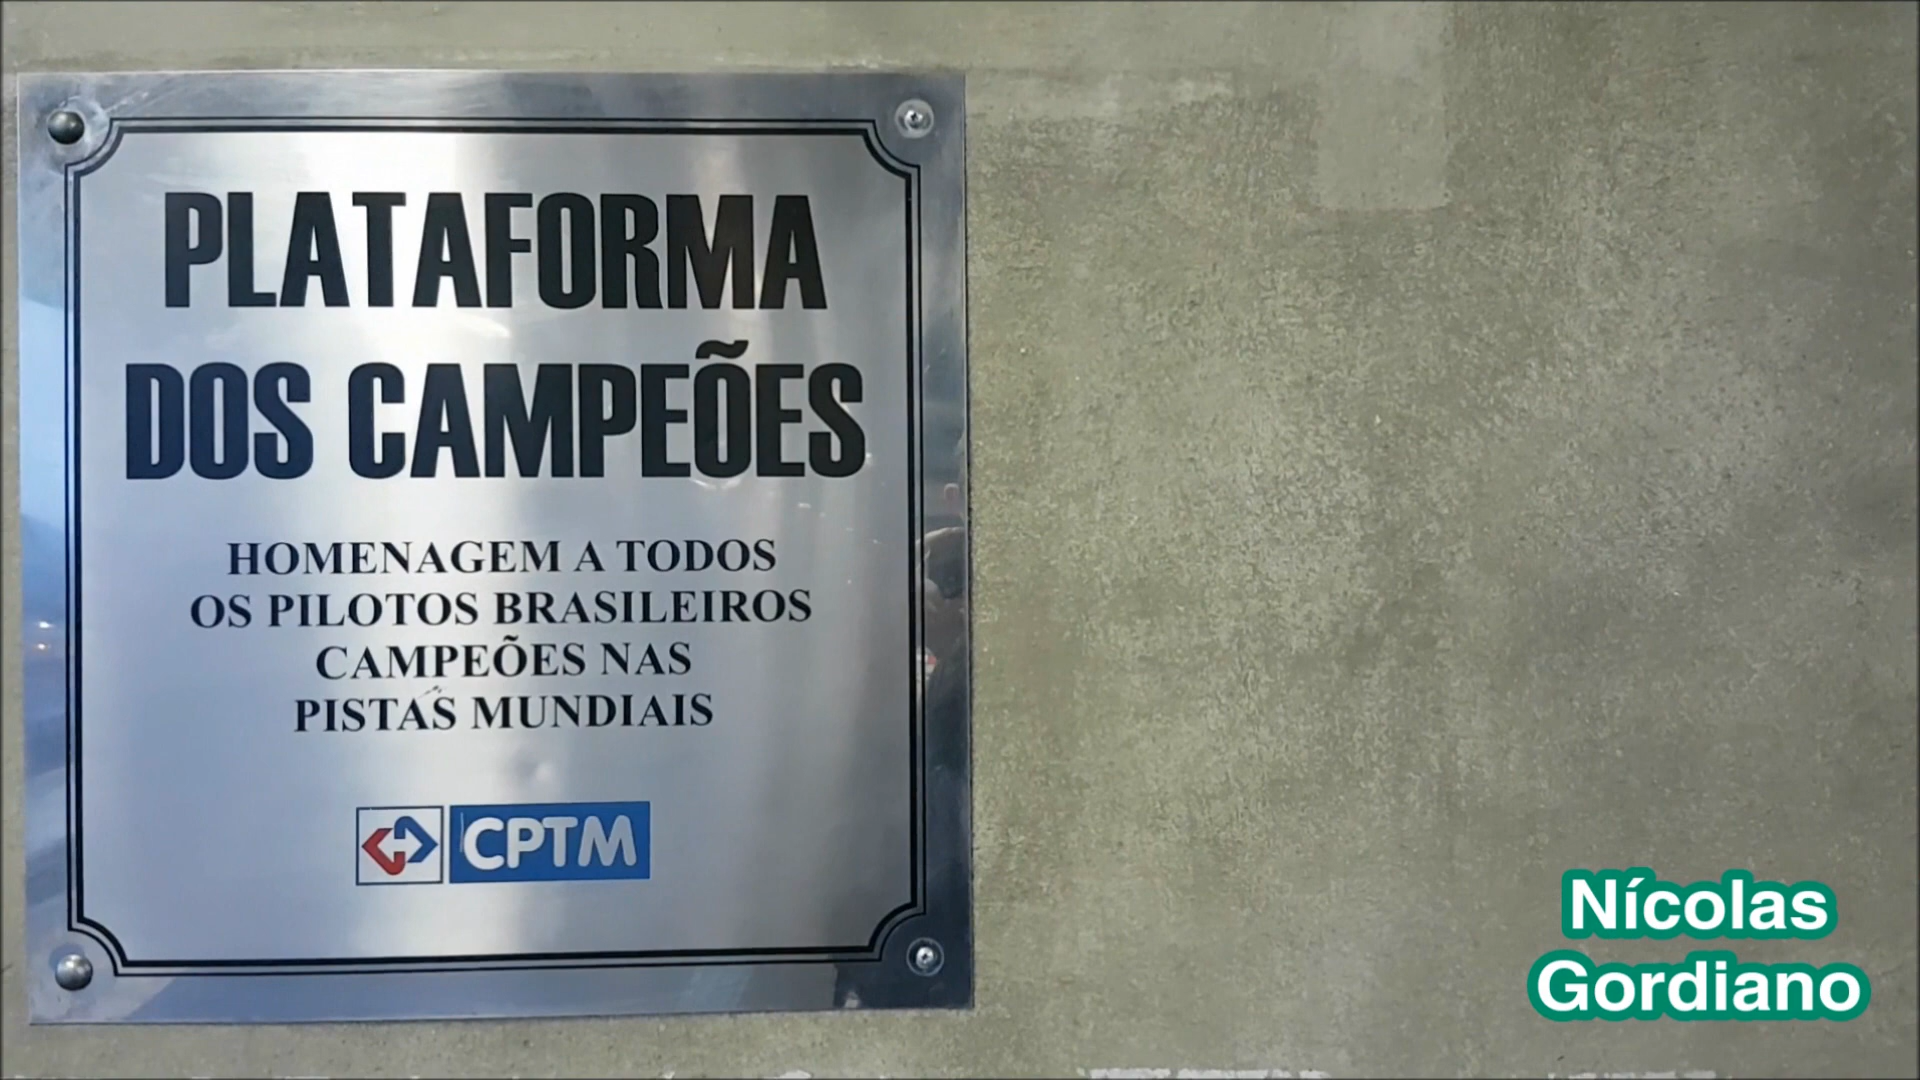 PLATAFORMA
DOS CAMPEÕES
HOMENAGEM A TODOS
OS PILOTOS BRASILEIROS
CAMPEÕES NAS
PISTAS MUNDIAIS
CPTM
Nícolas
Gordiano